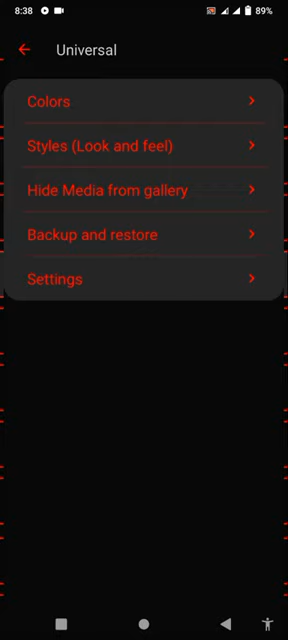 8:38
89%
Universal
Colors
Styles (Look and feel)
Hide Media from gallery
Backup and restore
Settings